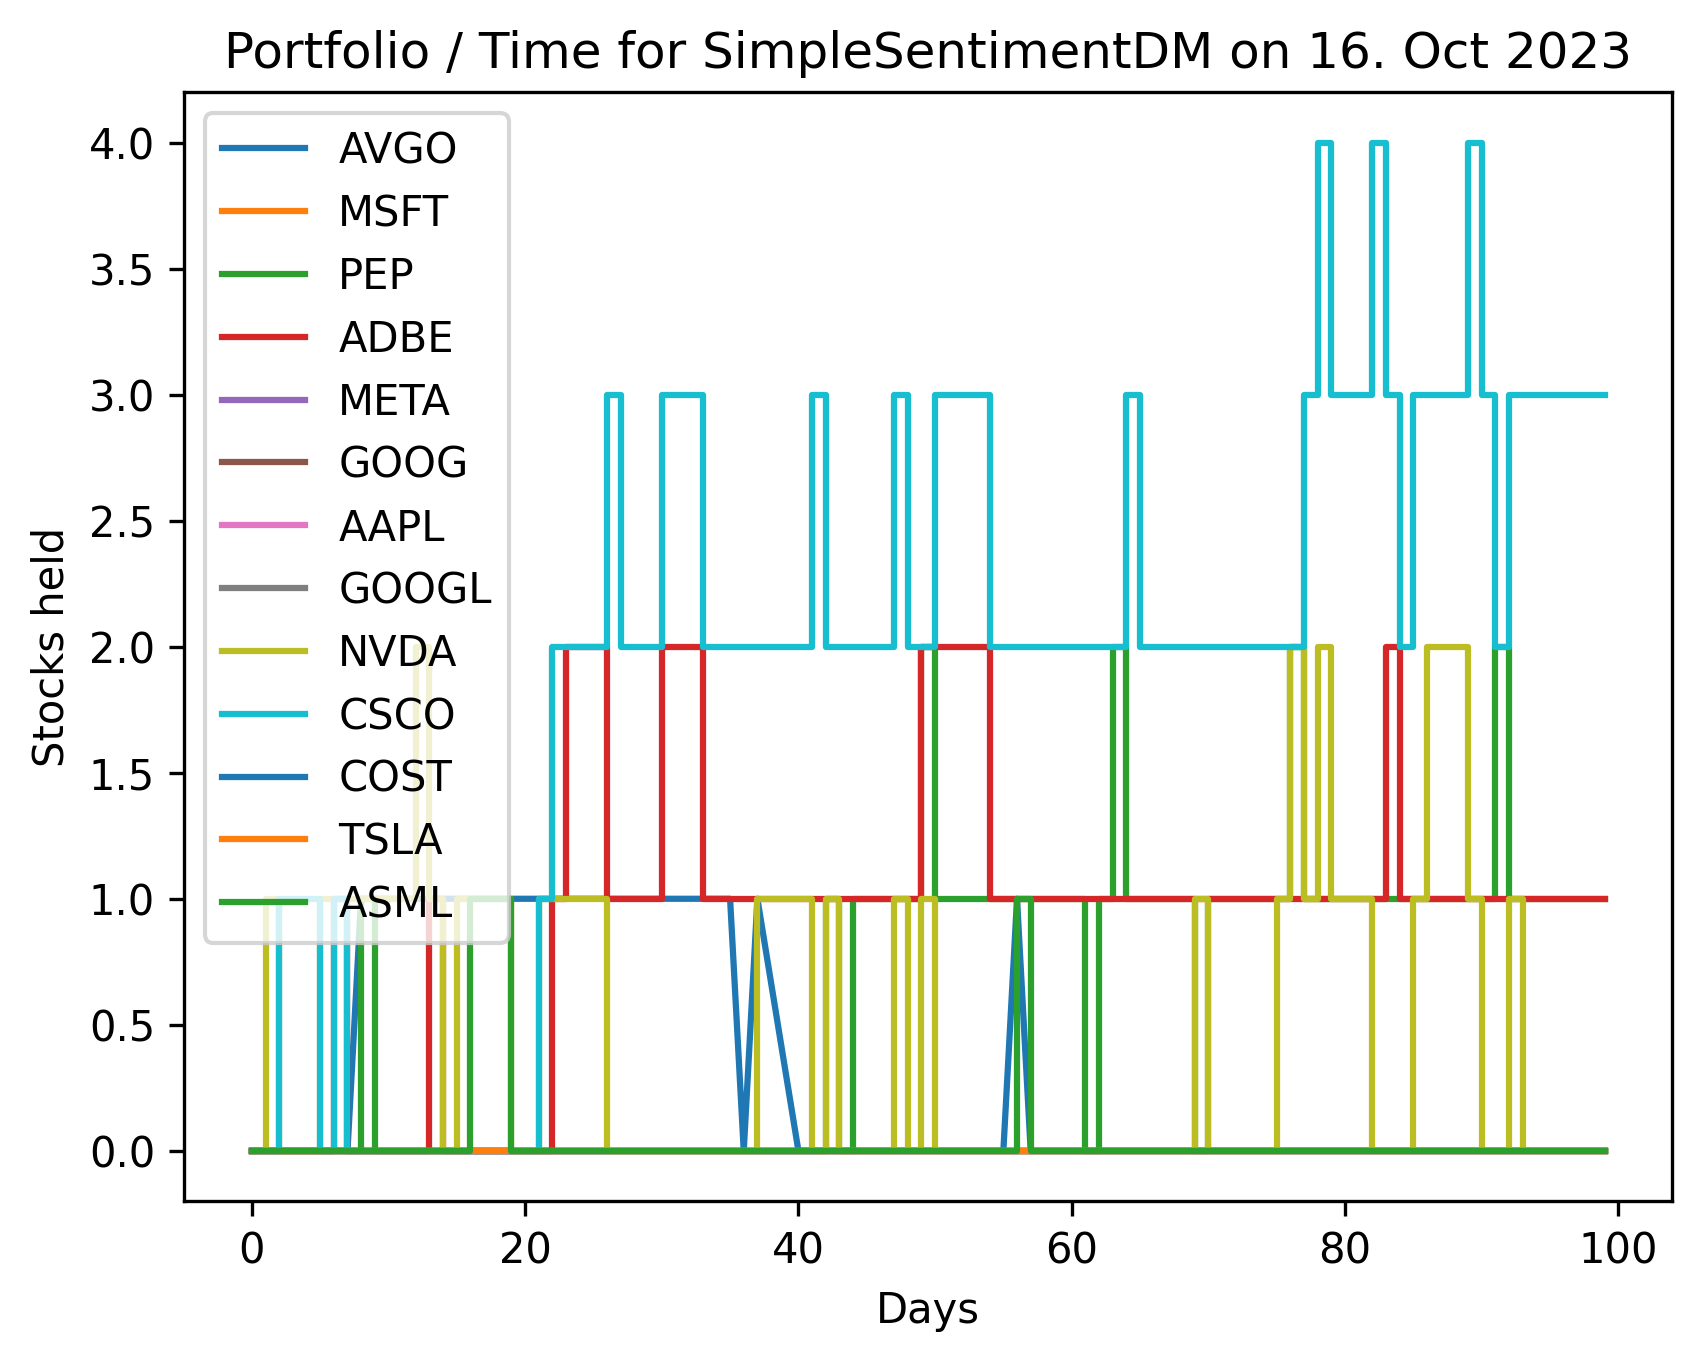 Portfolio / Time for SimpleSentimentDM on 16. Oct 2023
AVGO
MSFT
PEP
ADBE
META
GOOG
AAPL
GOOGL
NVDA
CSCO
COST
TSLA
ASML
4.0
3.5
3.0
2.5
2.0
1.5
1.0
0.5
0.0
Stocks held
0 20 40 60 80 100
Days